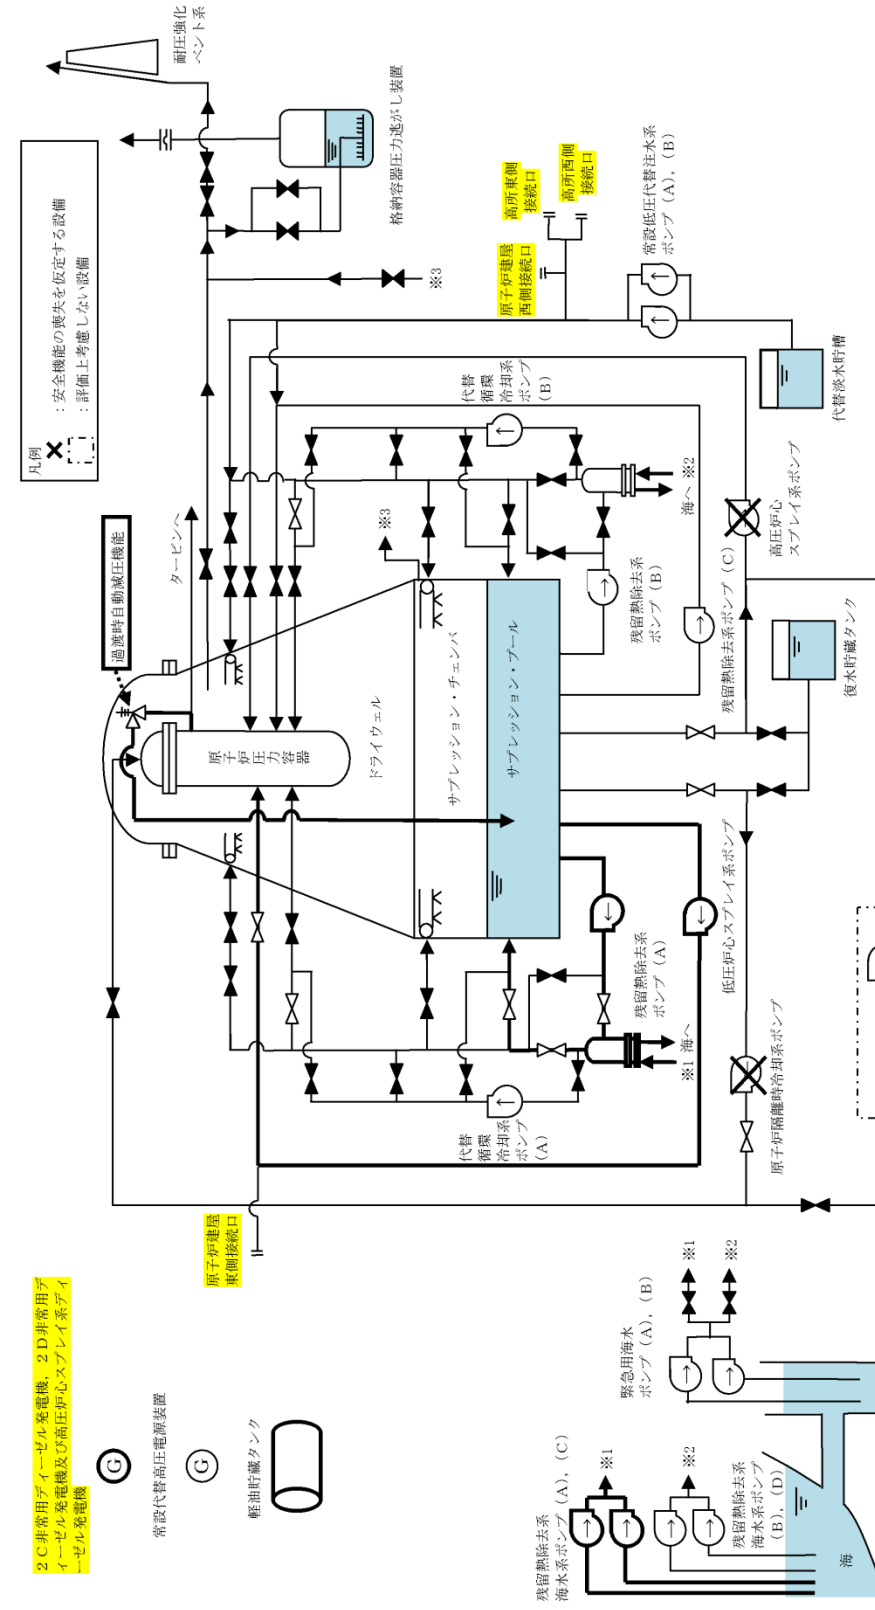 2C非常用ディーゼル発電機,2D非常用デ
ィーゼル発電機及び高圧炉心スプレイ系ディ
ーゼル発電機
G
常設代替高圧電源装置
G
軽油貯蔵タンク
凡例
:安全機能の喪失を仮定する設備
:評価上考慮しない設備
過渡時自動減圧機能
タービンへ
耐圧強化
ベント系
格納容器圧力逃がし装置
※3
原子炉建屋
東側接続口
原子炉圧力容器
ドライウェル
サプレッション・チェンバ
サプレッション・プール
※3
原子炉建屋
西側接続口
高所東側
接続口
高所西側
接続口
常設低圧代替注水系
ポンプ(A),(B)
代替淡水貯槽
代替
循環
冷却系
ポンプ
(A)
代替
循環
冷却系
ポンプ
(B)
※1
海へ
海へ
※2
残留熱除去系
ポンプ(A)
残留熱除去系
ポンプ(B)
残留熱除去系ポンプ(C)
低圧炉心スプレイ系ポンプ
高圧炉心
スプレイ系ポンプ
原子炉隔離時冷却系ポンプ
復水貯蔵タンク
緊急用海水
ポンプ(A),(B)
※1
※2
残留熱除去系
海水系ポンプ(A),(C)
※1
※2
残留熱除去系
海水系ポンプ
(B),(D)
海